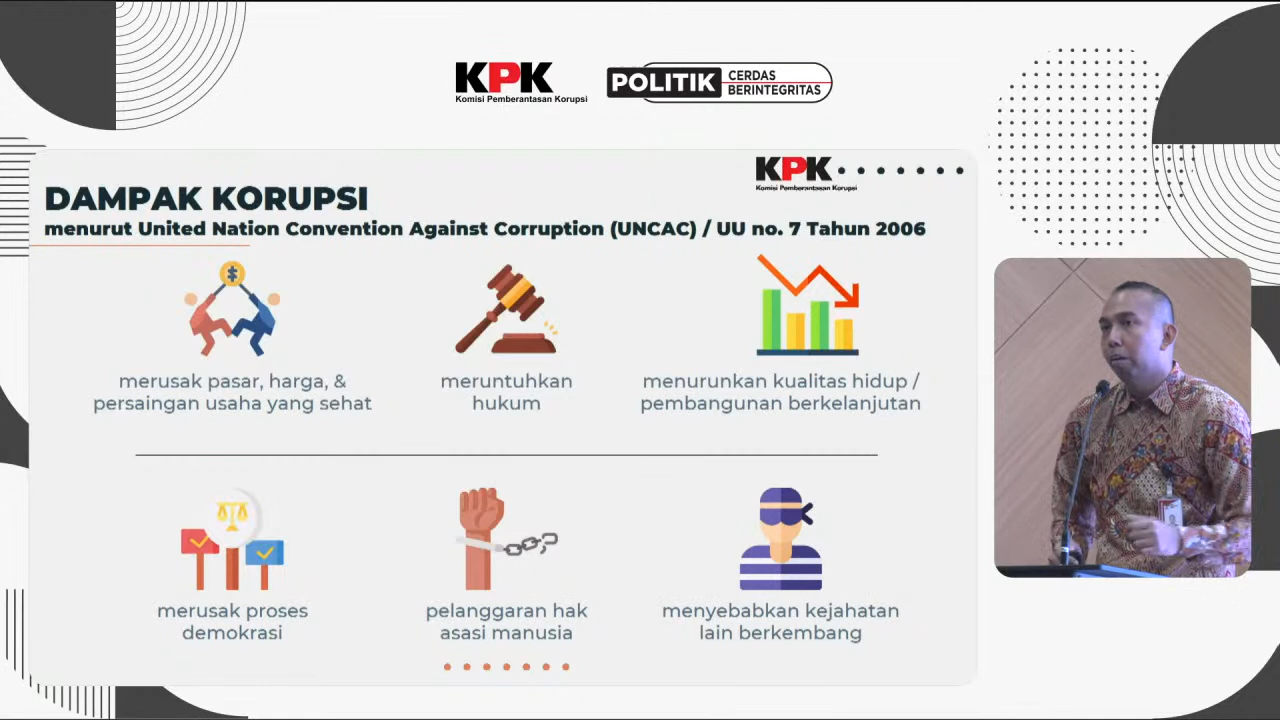 KPK
Komisi Pemberantasan Korupsi
POLITIK
CERDAS
BERINTEGRITAS
KPK
Komisi Pemberantasan Korupsi
DAMPAK KORUPSI
menurut United Nation Convention Against Corruption (UNCAC) / UU no. 7 Tahun 2006
merusak pasar, harga, &
persaingan usaha yang sehat
meruntuhkan
hukum
menurunkan kualitas hidup /
pembangunan berkelanjutan
merusak proses
demokrasi
pelanggaran hak
asasi manusia
menyebabkan kejahatan
lain berkembang